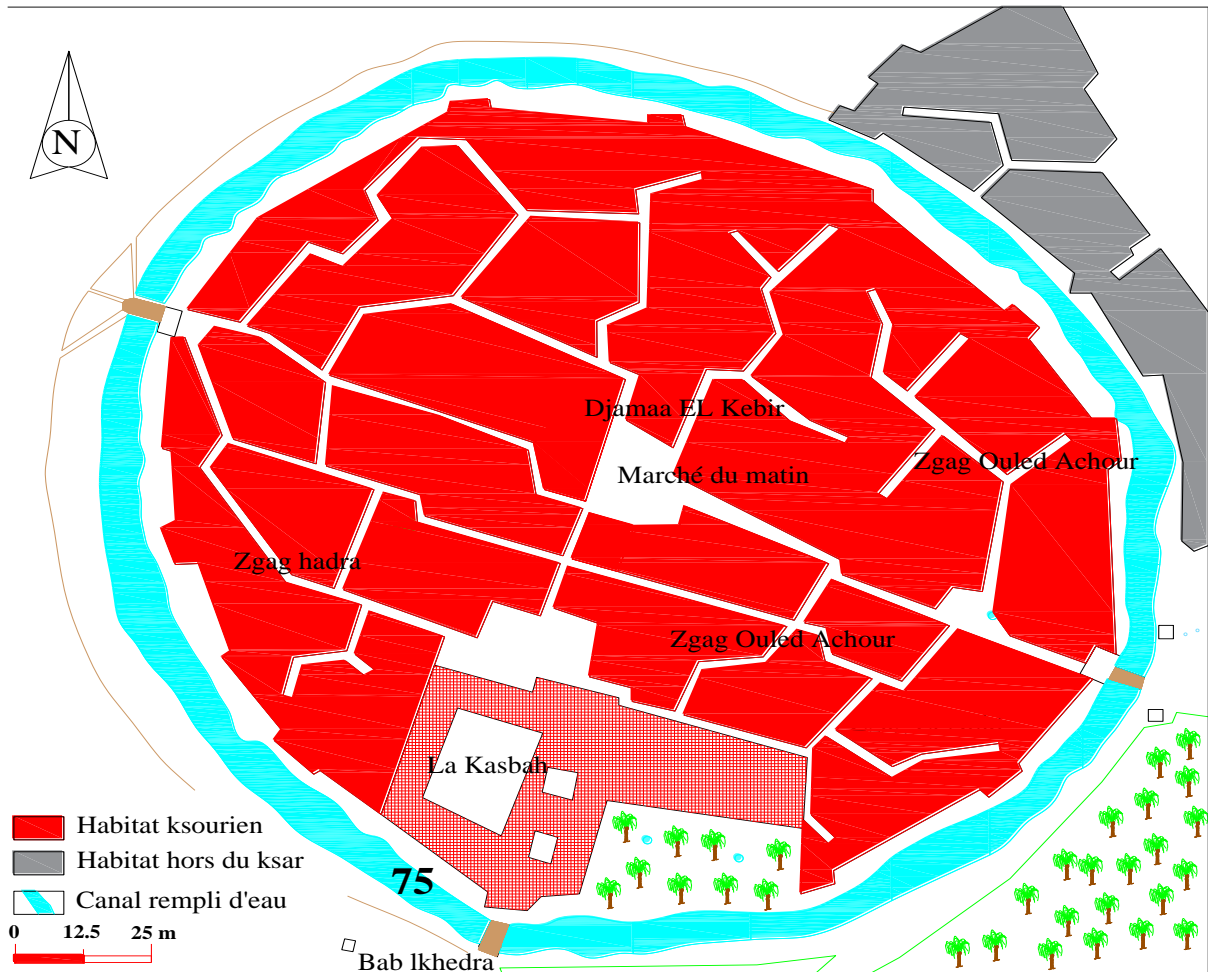 N
Djamaa EL Kebir
Marché du matin
Zgag Ouled Achour
Zgag hadra
Zgag Ouled Achour
La Kasbah
Habitat ksourien
Habitat hors du ksar
Canal rempli d'eau
75
0 12.5 25 m
Bab lkhedra